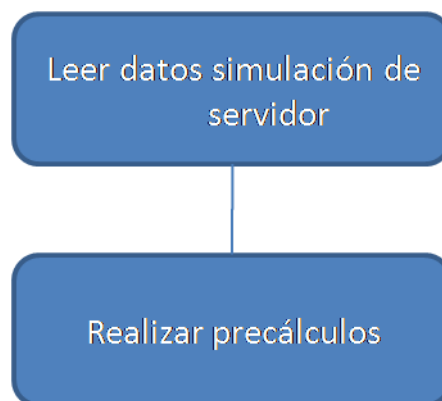 Leer datos simulación de
servidor
Realizar precálculos